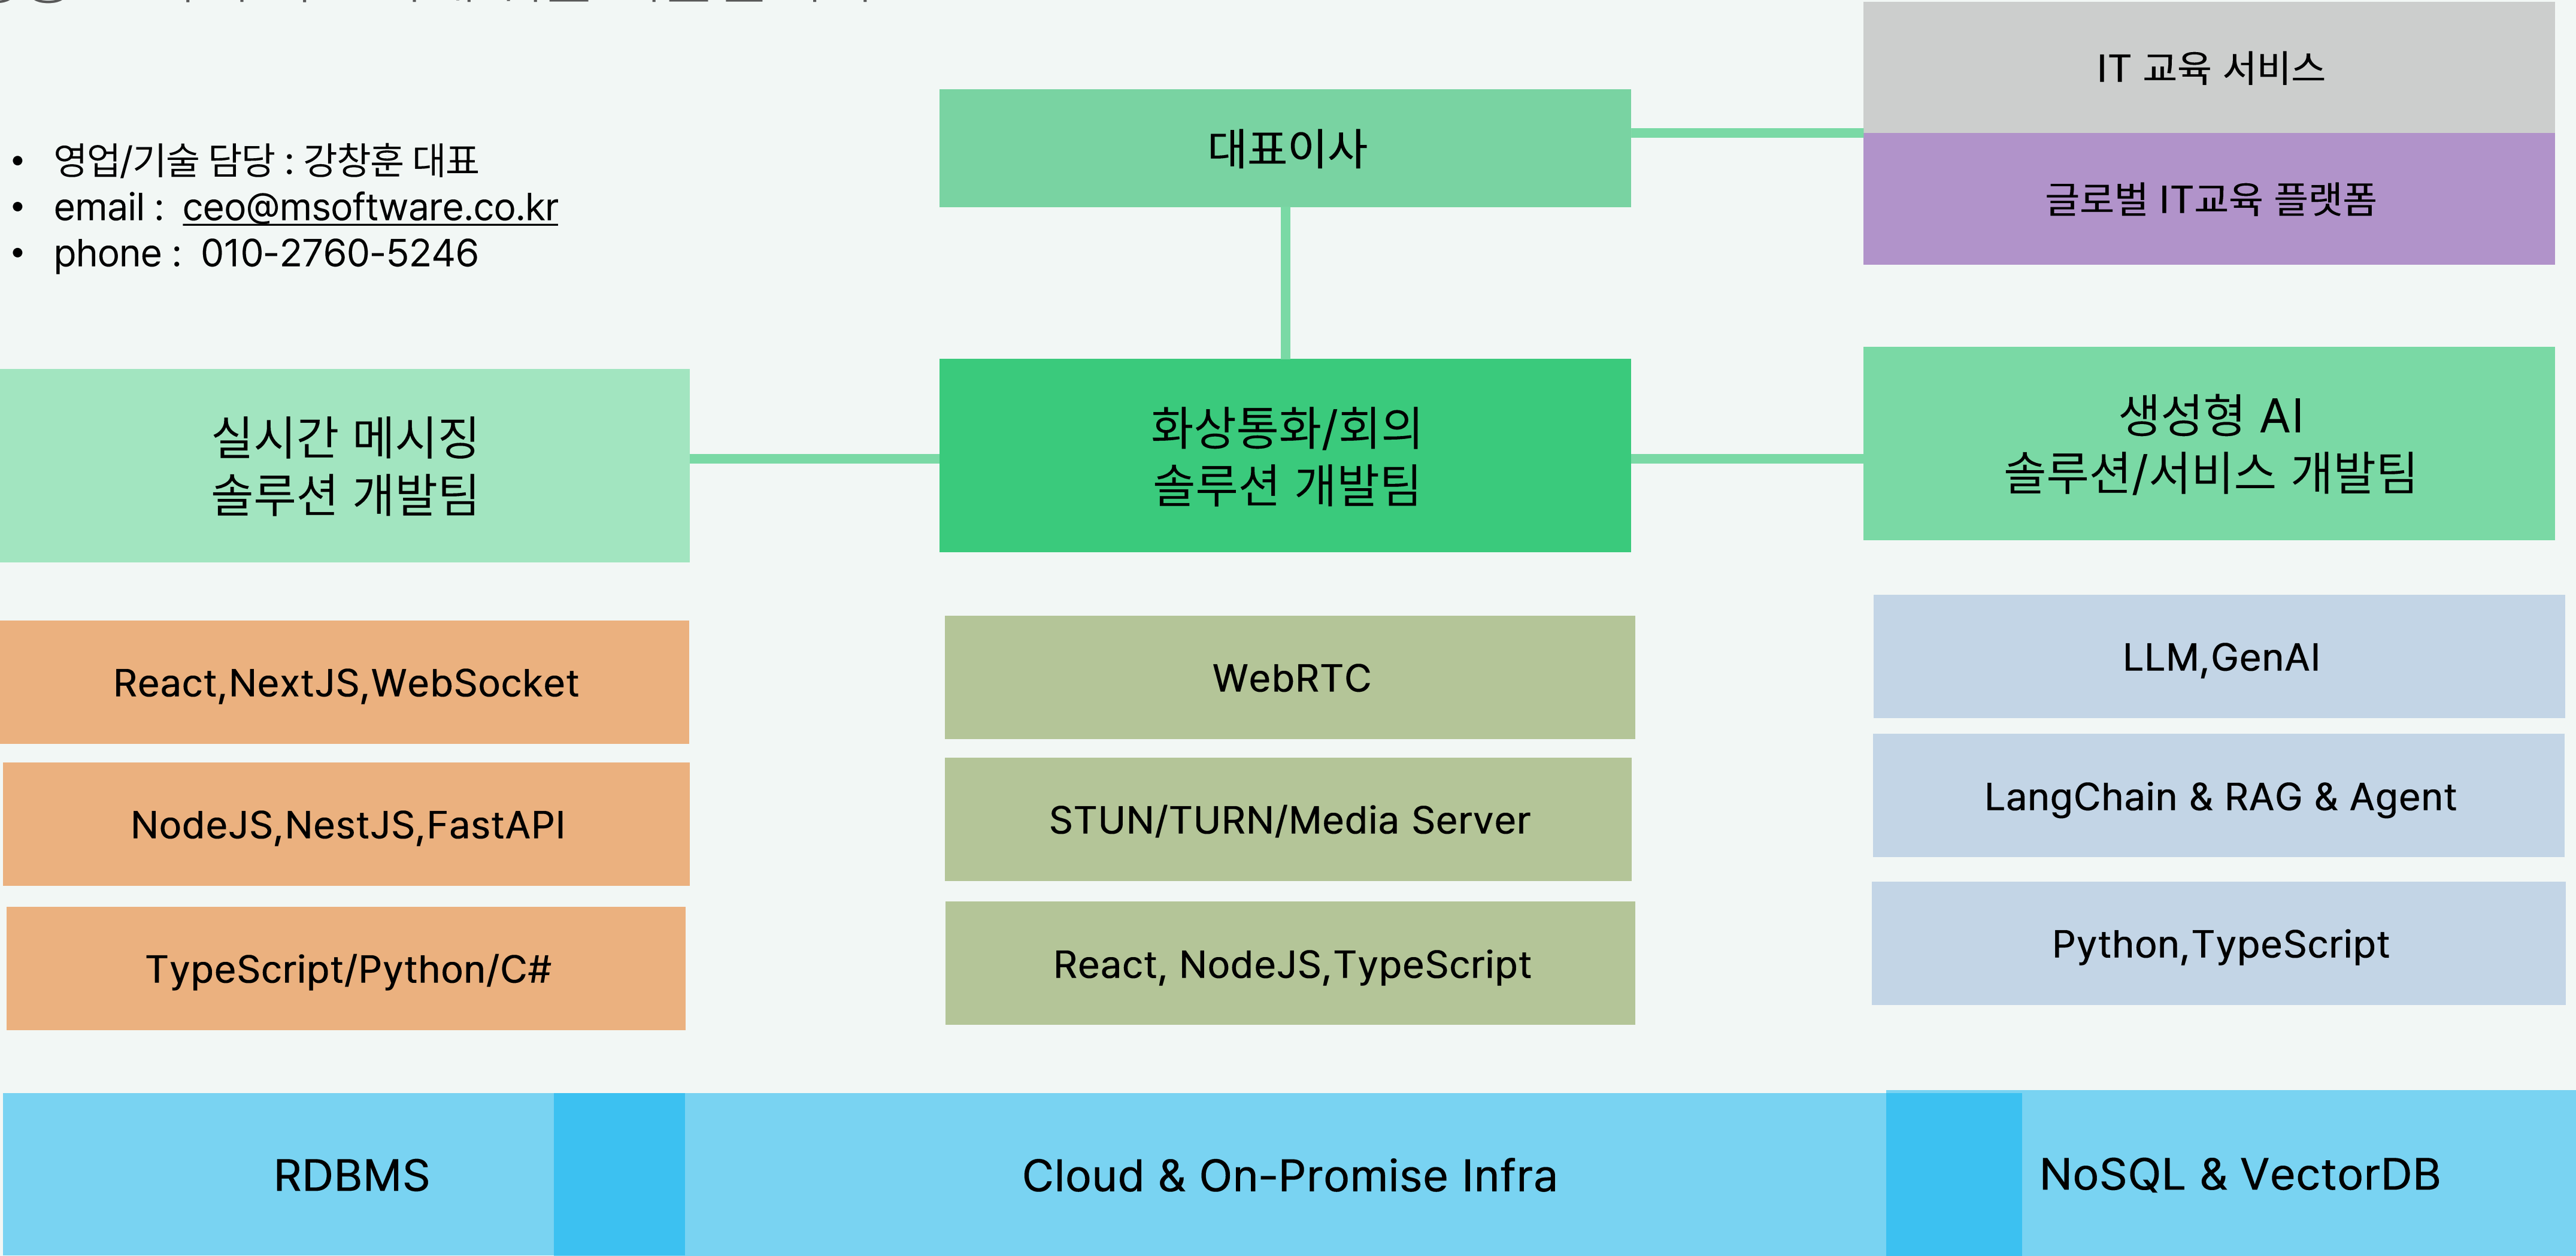 IT 교육 서비스
대표이사
글로벌 IT교육 플랫폼
• 영업/기술 담당 : 강창훈 대표
• email : ceo@msoftware.co.kr
• phone : 010-2760-5246
실시간 메시징
솔루션 개발팀
화상통화/회의
솔루션 개발팀
생성형 AI
솔루션/서비스 개발팀
React,NextJS,WebSocket
NodeJS,NestJS,FastAPI
TypeScript/Python/C#
WebRTC
STUN/TURN/Media Server
React, NodeJS,TypeScript
LLM,GenAI
LangChain & RAG & Agent
Python,TypeScript
RDBMS
Cloud & On-Promise Infra
NoSQL & VectorDB